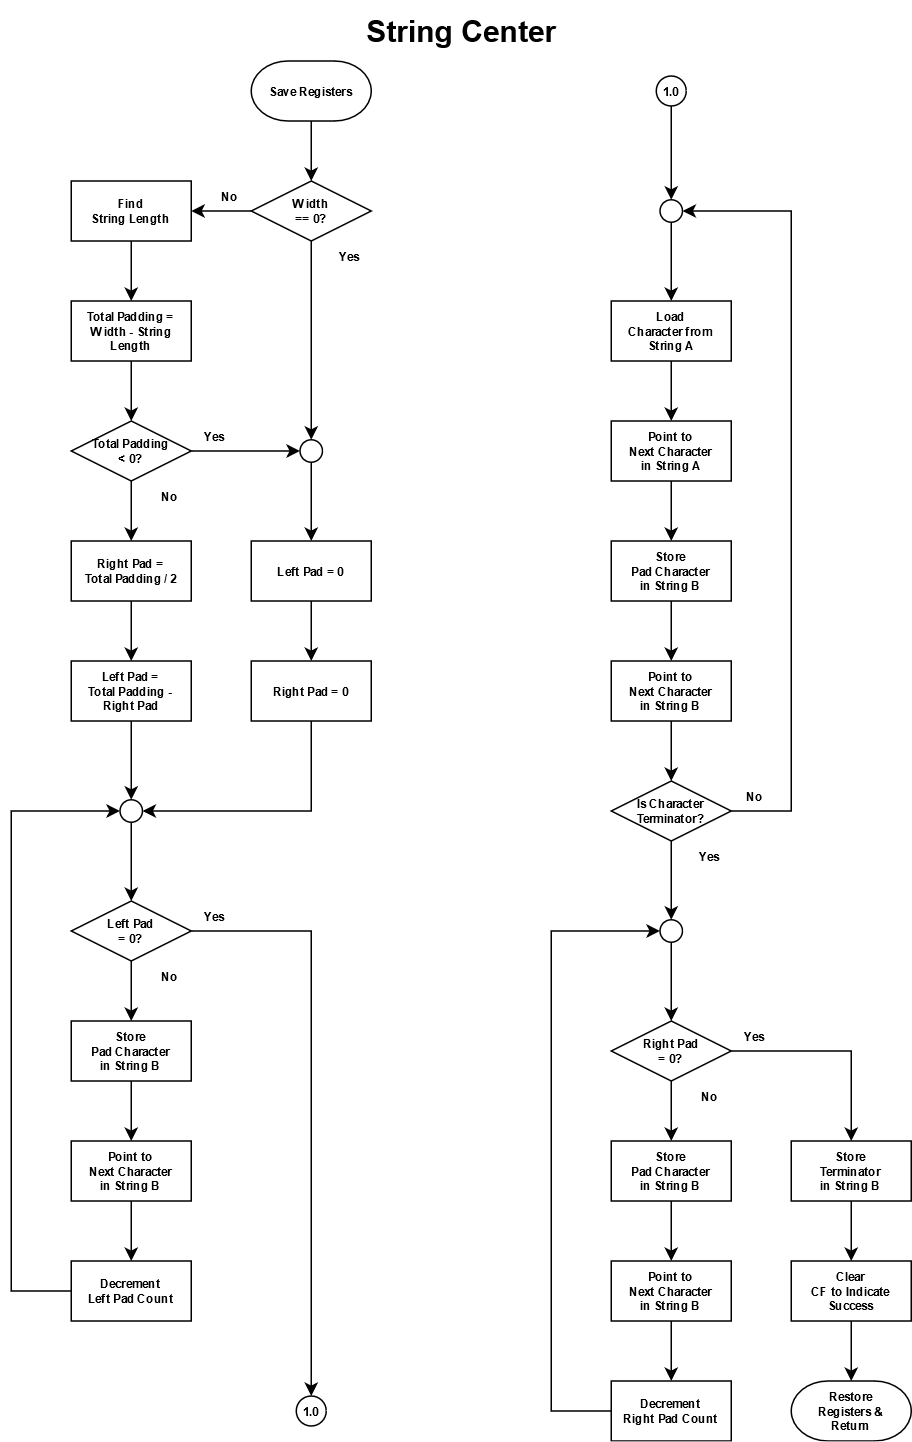 String Center
Save Registers
Width
== 0?
No
Yes
Find
String Length
Total Padding =
Width - String
Length
Total Padding
< 0?
Yes
No
Right Pad =
Total Padding / 2
Left Pad = 0
Left Pad =
Total Padding -
Right Pad
Right Pad = 0
Left Pad
= 0?
Yes
No
Store
Pad Character
in String B
Point to
Next Character
in String B
Decrement
Left Pad Count
1.0
1.0
Load
Character from
String A
Point to
Next Character
in String A
Store
Pad Character
in String B
Point to
Next Character
in String B
Is Character
Terminator?
No
Yes
Right Pad
= 0?
Yes
No
Store
Pad Character
in String B
Point to
Next Character
in String B
Decrement
Right Pad Count
Store
Terminator
in String B
Clear
CF to Indicate
Success
Restore
Registers &
Return